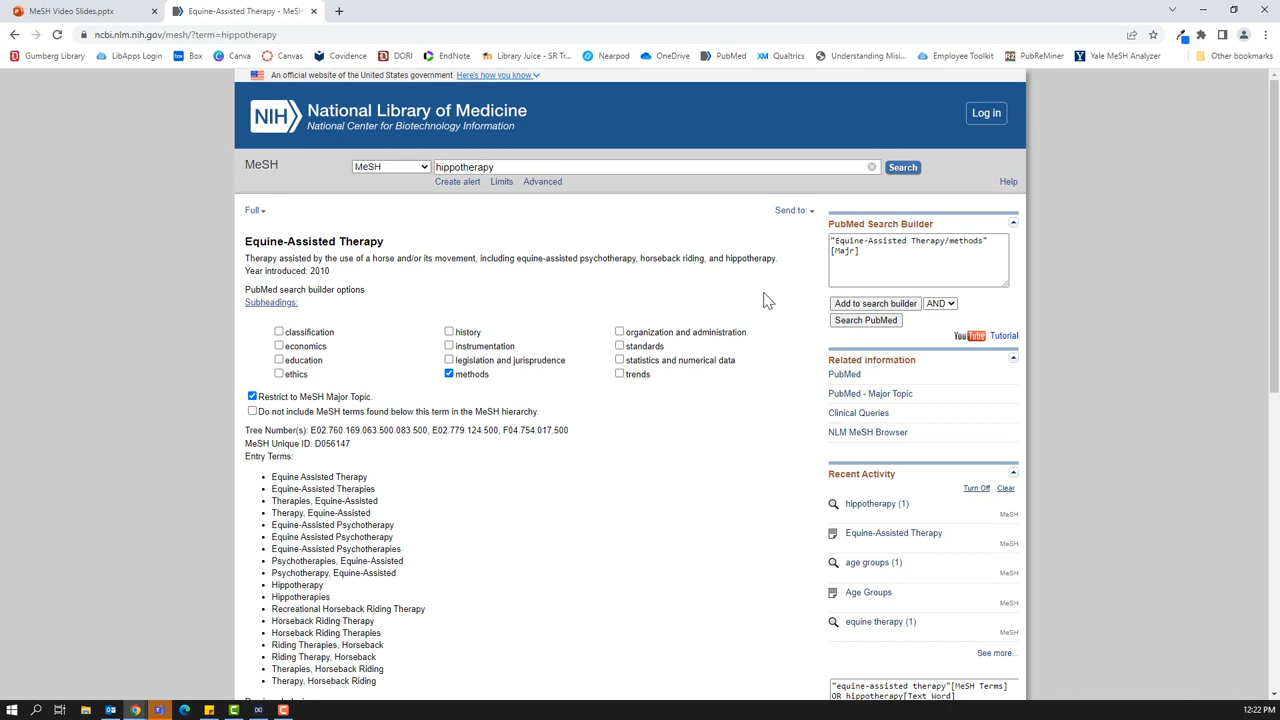 MeSH Video Slides.pptx
Equine-Assisted Therapy - MeSH
ncbi.nlm.nih.gov/mesh/?term=hippotherapy
Gumberg Library
LibApps Login
Box
Canva
Canvas
Covidence
DORI
EndNote
Library Juice - SR Tr...
Nearpod
OneDrive
PubMed
XM Qualtrics
Understanding Misi...
Employee Toolkit
PubReMiner
Yale MeSH Analyzer
Other bookmarks
An official website of the United States government Here's how you know
NIH National Library of Medicine
National Center for Biotechnology Information
Log in
MeSH
MeSH
hippotherapy
Search
Create alert Limits Advanced
Help
Full
Send to:
Equine-Assisted Therapy
Therapy assisted by the use of a horse and/or its movement, including equine-assisted psychotherapy, horseback riding, and hippotherapy.
Year introduced: 2010
PubMed search builder options
Subheadings:
classification
history
organization and administration
economics
instrumentation
standards
education
legislation and jurisprudence
statistics and numerical data
ethics
methods
trends
Restrict to MeSH Major Topic.
Do not include MeSH terms found below this term in the MeSH hierarchy.
Tree Number(s): E02.760.169.063.500.083.500, E02.779.124.500, F04.754.017.500
MeSH Unique ID: D056147
Entry Terms:
Equine Assisted Therapy
Equine-Assisted Therapies
Therapies, Equine-Assisted
Therapy, Equine-Assisted
Equine-Assisted Psychotherapy
Equine Assisted Psychotherapy
Equine-Assisted Psychotherapies
Psychotherapies, Equine-Assisted
Psychotherapy, Equine-Assisted
Hippotherapy
Hippotherapies
Recreational Horseback Riding Therapy
Horseback Riding Therapy
Horseback Riding Therapies
Riding Therapies, Horseback
Riding Therapy, Horseback
Therapies, Horseback Riding
Therapy, Horseback Riding
PubMed Search Builder
"Equine-Assisted Therapy/methods"
[Majr]
Add to search builder AND
Search PubMed
YouTube Tutorial
Related information
PubMed
PubMed - Major Topic
Clinical Queries
NLM MeSH Browser
Recent Activity
Turn Off Clear
hippotherapy (1)
MeSH
Equine-Assisted Therapy
MeSH
age groups (1)
MeSH
Age Groups
MeSH
equine therapy (1)
MeSH
See more...
"equine-assisted therapy"[MeSH Terms]
OR hippotherapy[Text Word]
12:22 PM